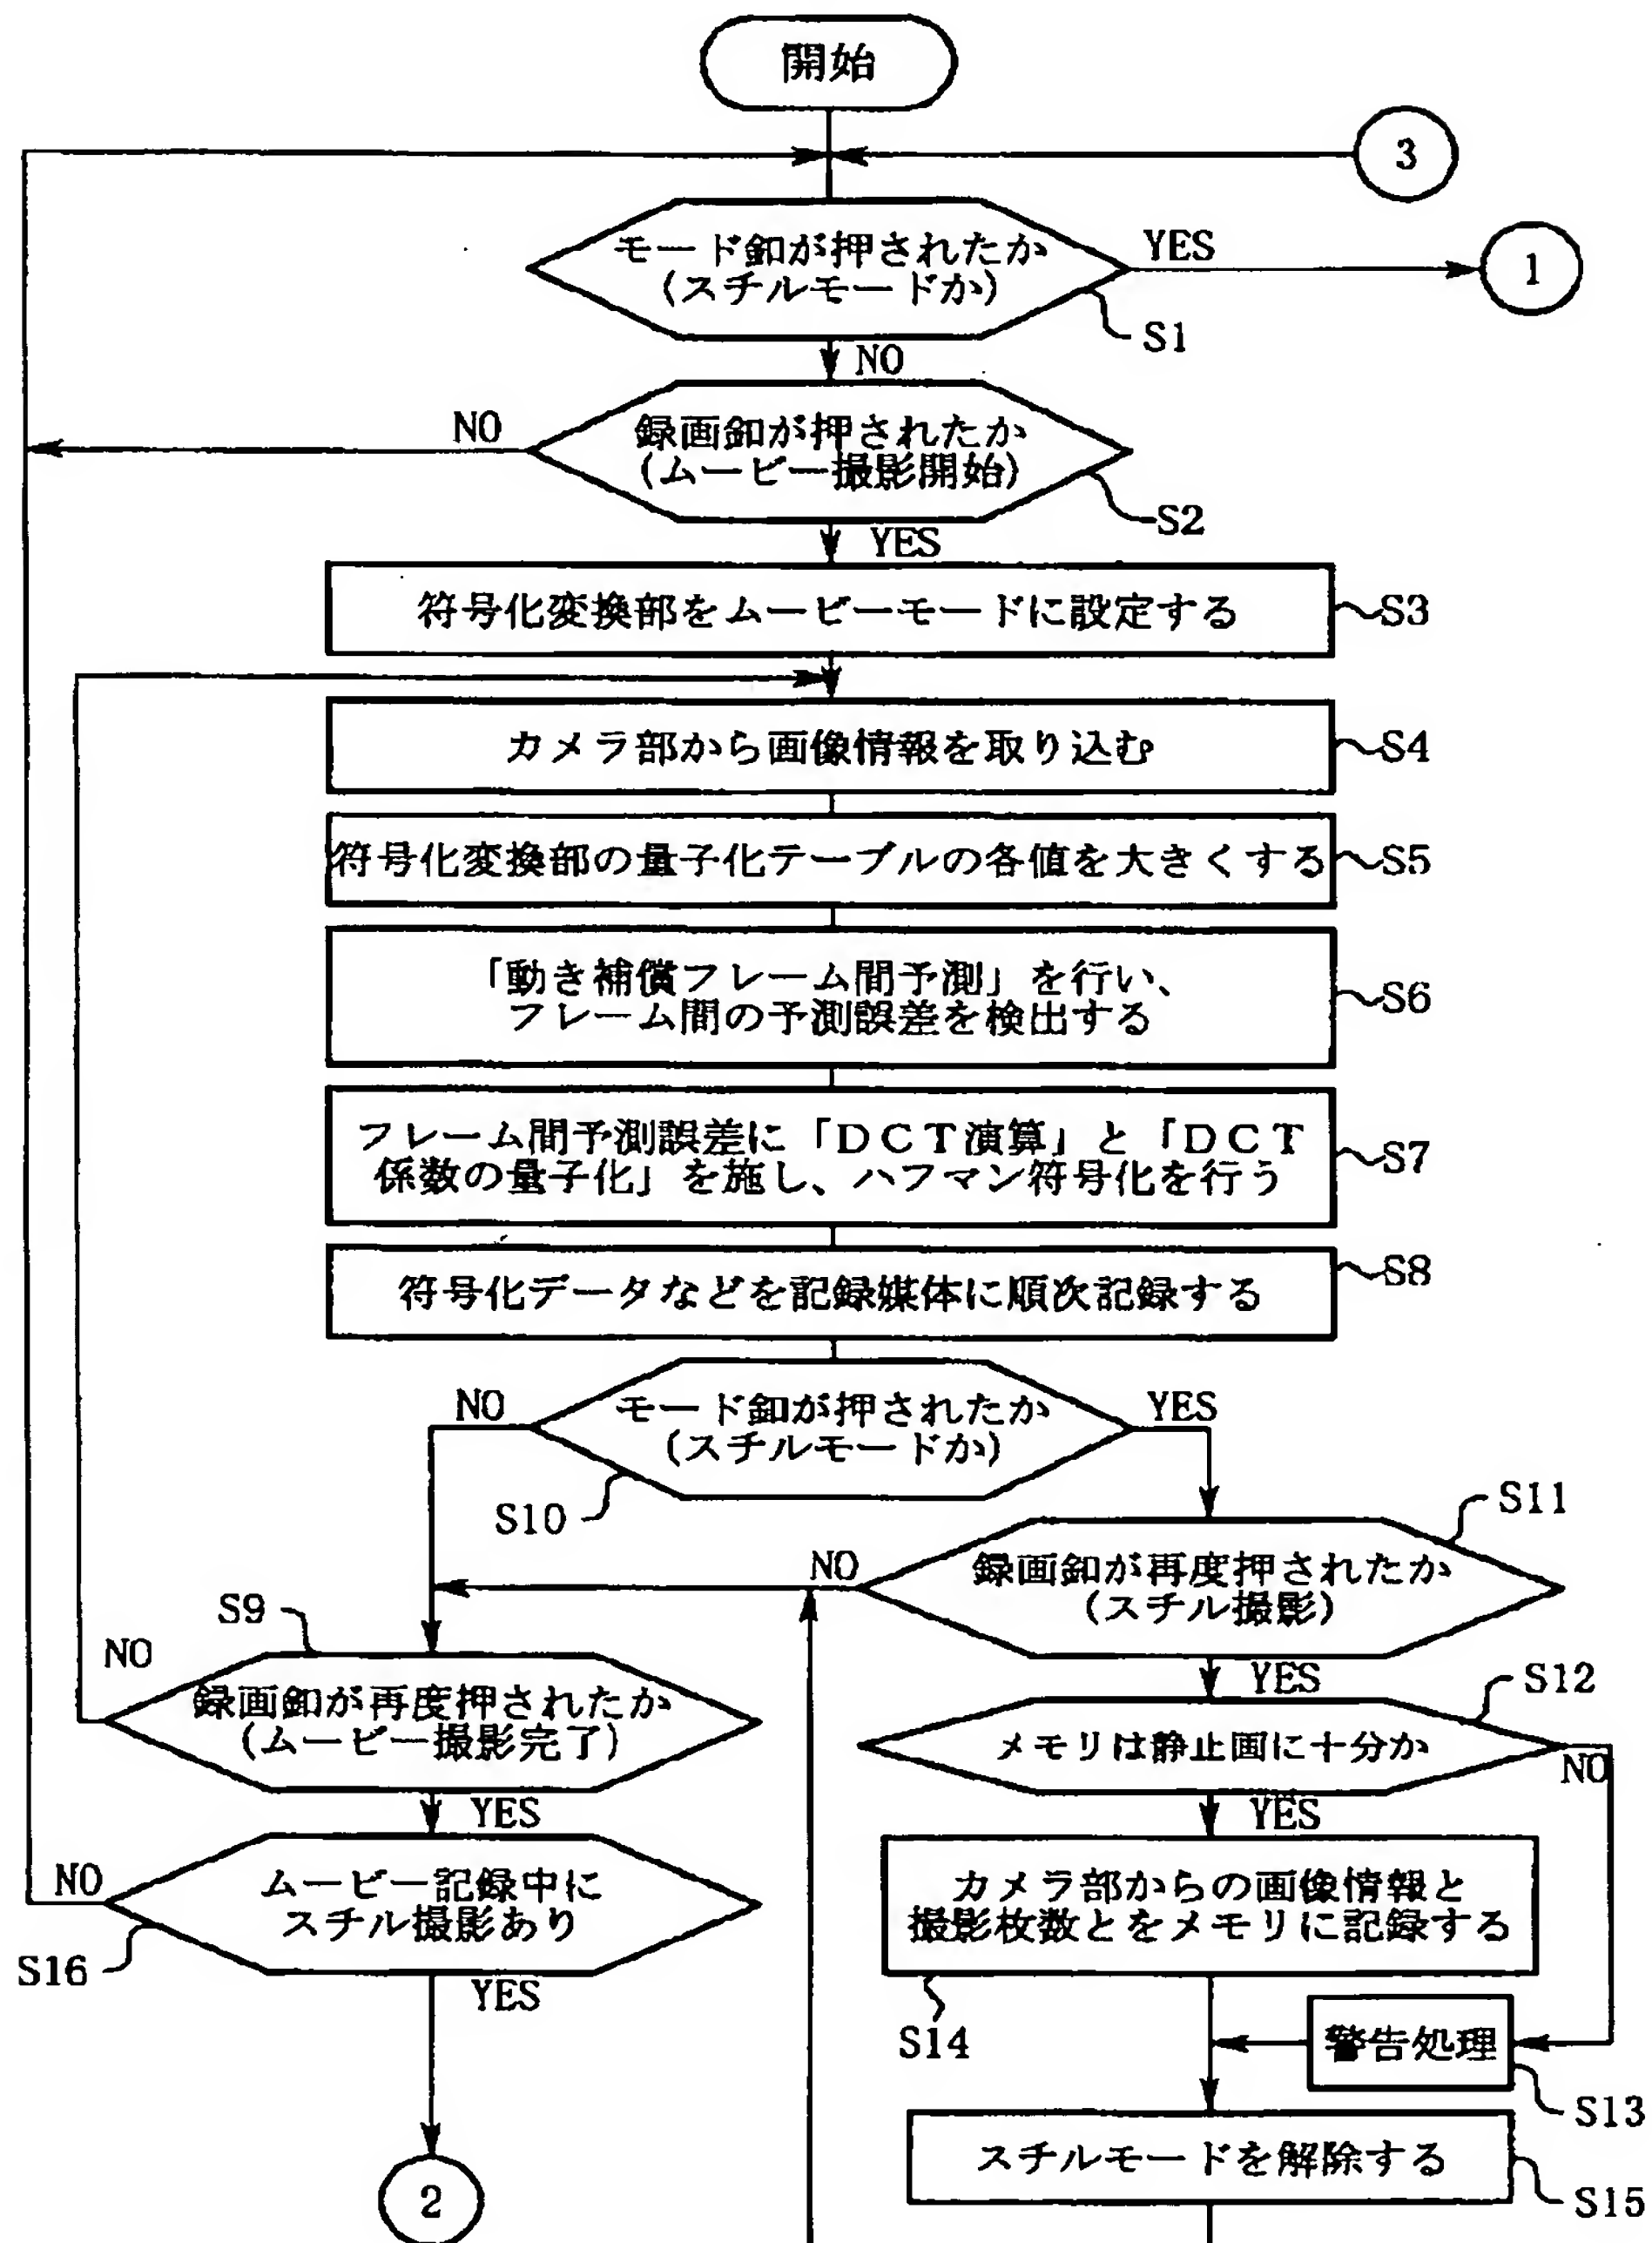 開始
3
モード釦が押されたか
(スチルモードか)
YES
1
S1
NO
録画釦が押されたか
(ムービー撮影開始)
NO
S2
YES
符号化変換部をムービーモードに設定する
S3
カメラ部から画像情報を取り込む
S4
符号化変換部の量子化テーブルの各値を大きくする
S5
「動き補償フレーム間予測」を行い、
フレーム間の予測誤差を検出する
S6
フレーム間予測誤差に「DCT演算」と「DCT
係数の量子化」を施し、ハフマン符号化を行う
S7
符号化データなどを記録媒体に順次記録する
S8
モード釦が押されたか
(スチルモードか)
NO
YES
S10
S11
録画釦が再度押されたか
(スチル撮影)
NO
YES
S9
録画釦が再度押されたか
(ムービー撮影完了)
NO
YES
S12
メモリは静止画に十分か
NO
YES
ムービー記録中に
スチル撮影あり
NO
S16
YES
カメラ部からの画像情報と
撮影枚数とをメモリに記録する
S14
警告処理
S13
スチルモードを解除する
S15
2